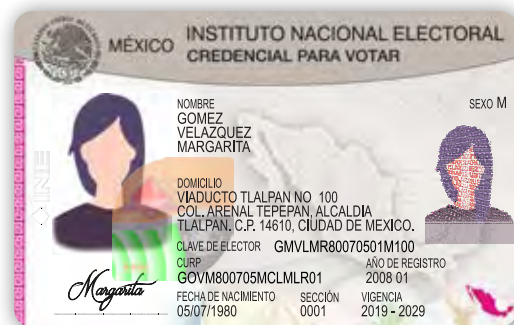 MÉXICO
INSTITUTO NACIONAL ELECTORAL
CREDENCIAL PARA VOTAR
NOMBRE
GOMEZ
VELAZQUEZ
MARGARITA
SEXO M
DOMICILIO
VIADUCTO TLALPAN NO 100
COL. ARENAL TEPEPAN, ALCALDIA
TLALPAN. C.P. 14610, CIUDAD DE MEXICO.
CLAVE DE ELECTOR GMVLMR80070501M100
CURP
GOVM800705MCLMLR01
AÑO DE REGISTRO
2008 01
FECHA DE NACIMIENTO
05/07/1980
SECCIÓN
0001
VIGENCIA
2019 - 2029
INE
Margarita